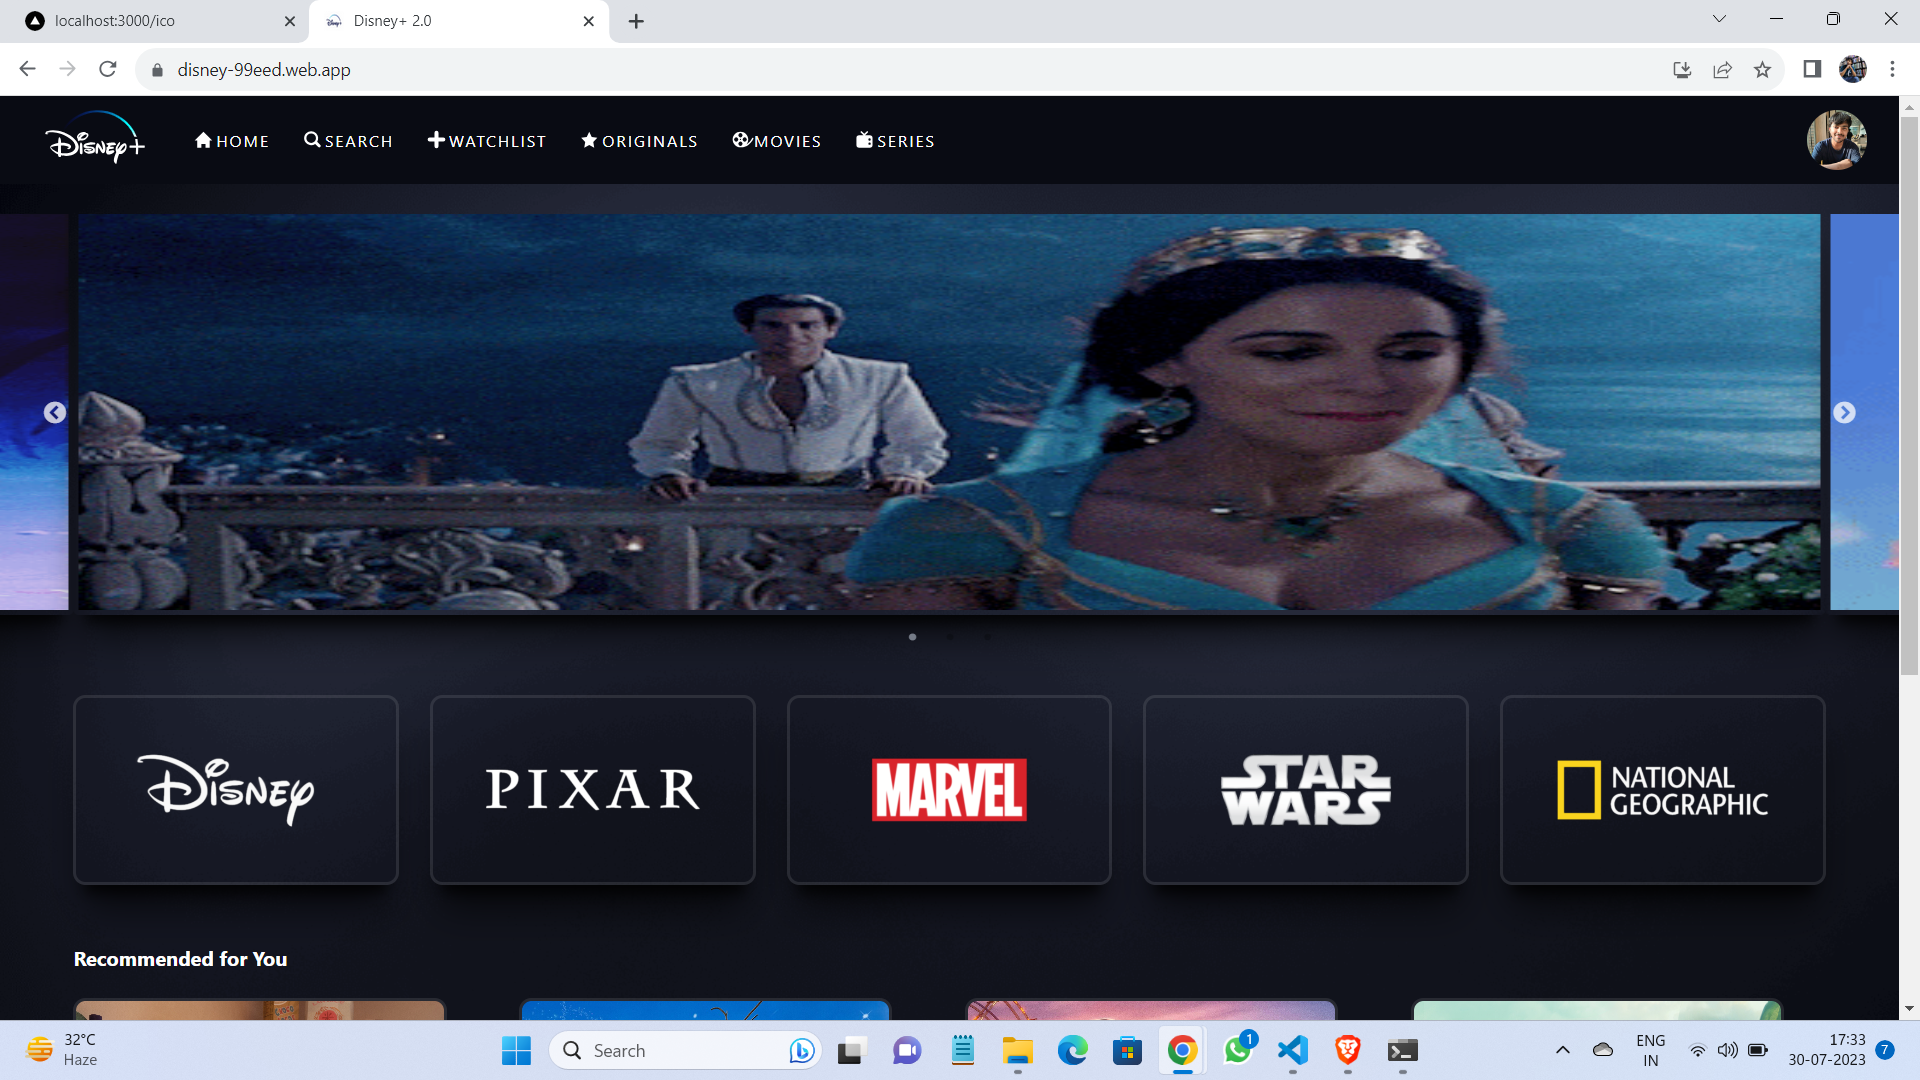 localhost:3000/ico
Disney+ 2.0
disney-99eed.web.app
Disney+
HOME
SEARCH
WATCHLIST
ORIGINALS
MOVIES
SERIES
Disney
PIXAR
MARVEL
STAR
WARS
NATIONAL
GEOGRAPHIC
Recommended for You
32°C
Haze
Search
1
ENG
IN
17:33
30-07-2023
7